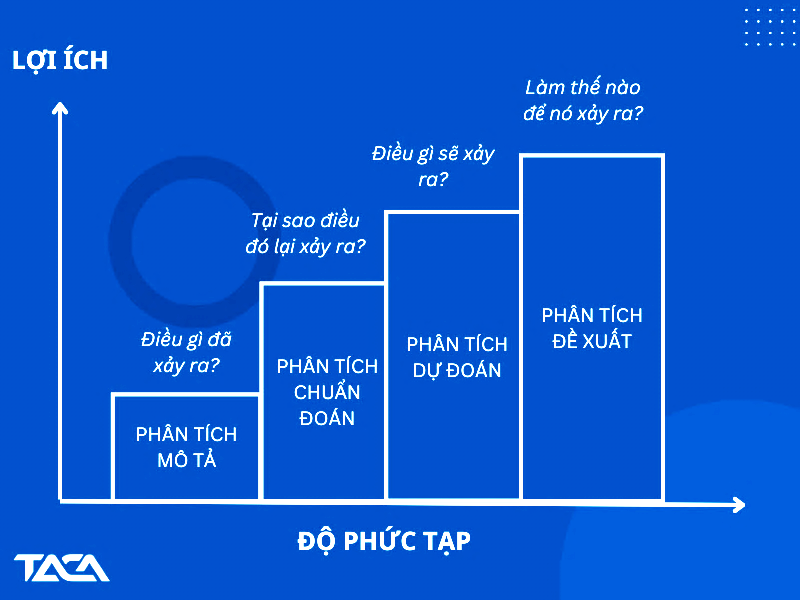 LỢI ÍCH
Làm thế nào
để nó xảy ra?
Điều gì sẽ xảy
ra?
Tại sao điều
đó lại xảy ra?
Điều gì đã
xảy ra?
PHÂN TÍCH
MÔ TẢ
PHÂN TÍCH
CHUẨN
ĐOÁN
PHÂN TÍCH
DỰ ĐOÁN
PHÂN TÍCH
ĐỀ XUẤT
ĐỘ PHỨC TẠP
TACA